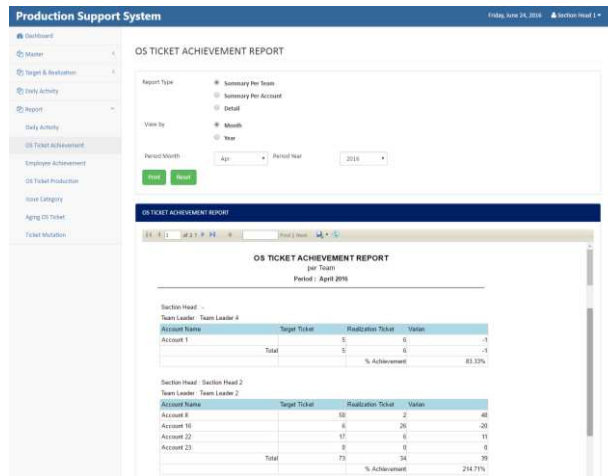 Production Support System
Friday, June 24, 2016 Section Head 1
Dashboard
Master
Target & Realization
Daily Activity
Report
Daily Activity
OS Ticket Achievement
Employee Achievement
OS Ticket Production
Issue Category
Aging OS Ticket
Ticket Mutation
OS TICKET ACHIEVEMENT REPORT
Report Type
Summary Per Team
Summary Per Account
Detail
View by
Month
Year
Period Month Apr Period Year 2016
Print Reset
OS TICKET ACHIEVEMENT REPORT
1 of 2 ? Find | Next
OS TICKET ACHIEVEMENT REPORT
per Team
Period : April 2016
Section Head : -
Team Leader : Team Leader 4
Account Name Target Ticket Realization Ticket Varian
Account 1 5 6 -1
Total 5 6 -1
% Achievement 83.33%
Section Head : Section Head 2
Team Leader : Team Leader 2
Account Name Target Ticket Realization Ticket Varian
Account 8 50 2 48
Account 16 6 26 -20
Account 22 17 6 11
Account 23 0 0 0
Total 73 34 39
% Achievement 214.71%